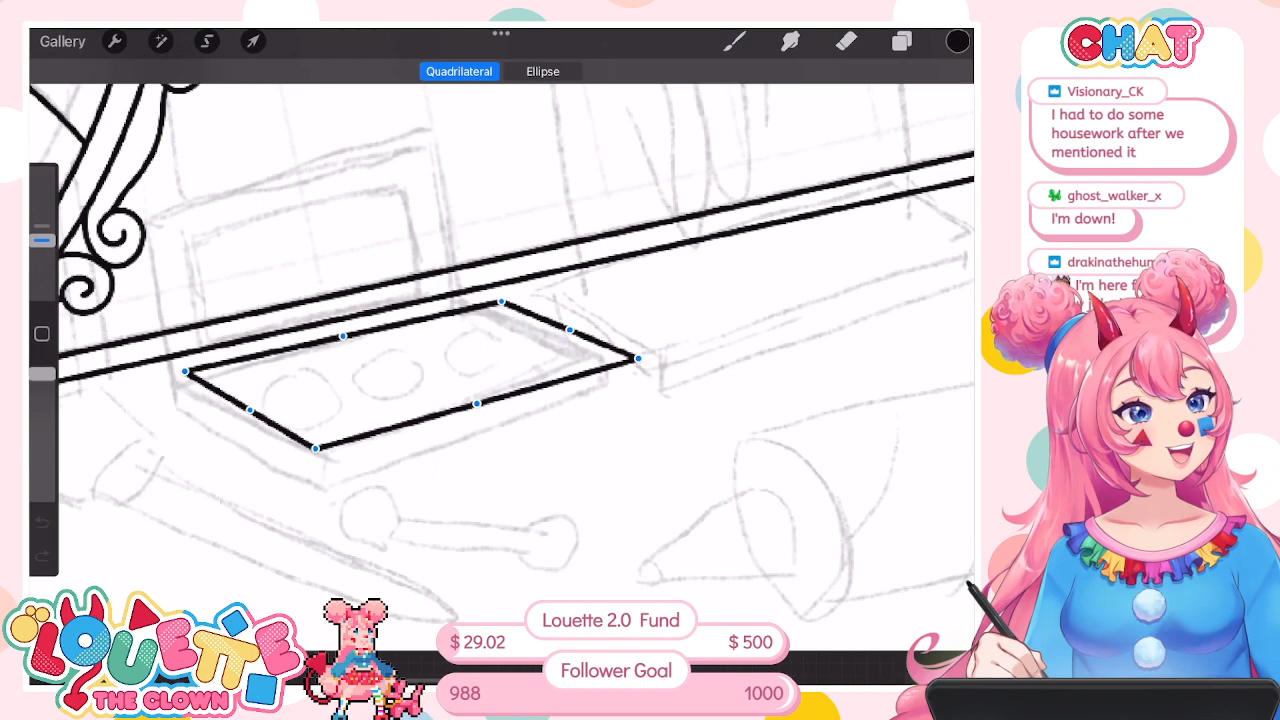 Gallery
Quadrilateral
Ellipse
CHAT
Visionary_CK
I had to do some
housework after we
mentioned it
ghost_walker_x
I'm down!
I'm here
LOUETTE
THE CLOWN
Louette 2.0 Fund
$ 29.02
$ 500
Follower Goal
988
1000